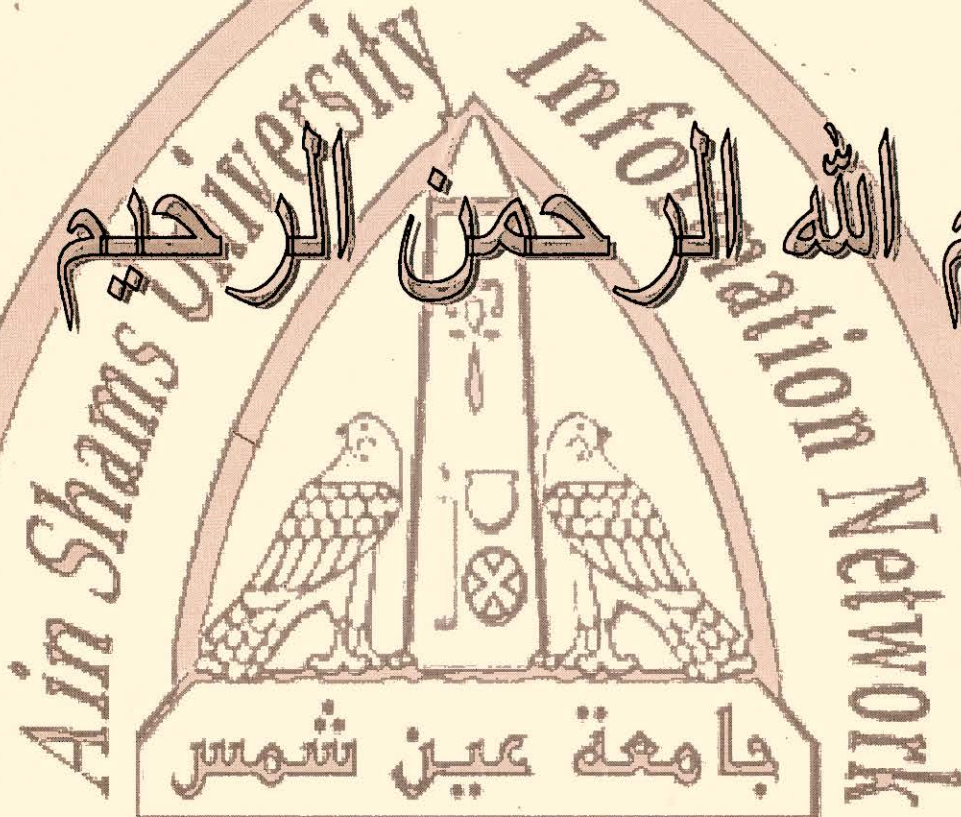 م الله الرحمن الرحيم
Ain Shams University Information Network
جامعة عين شمس